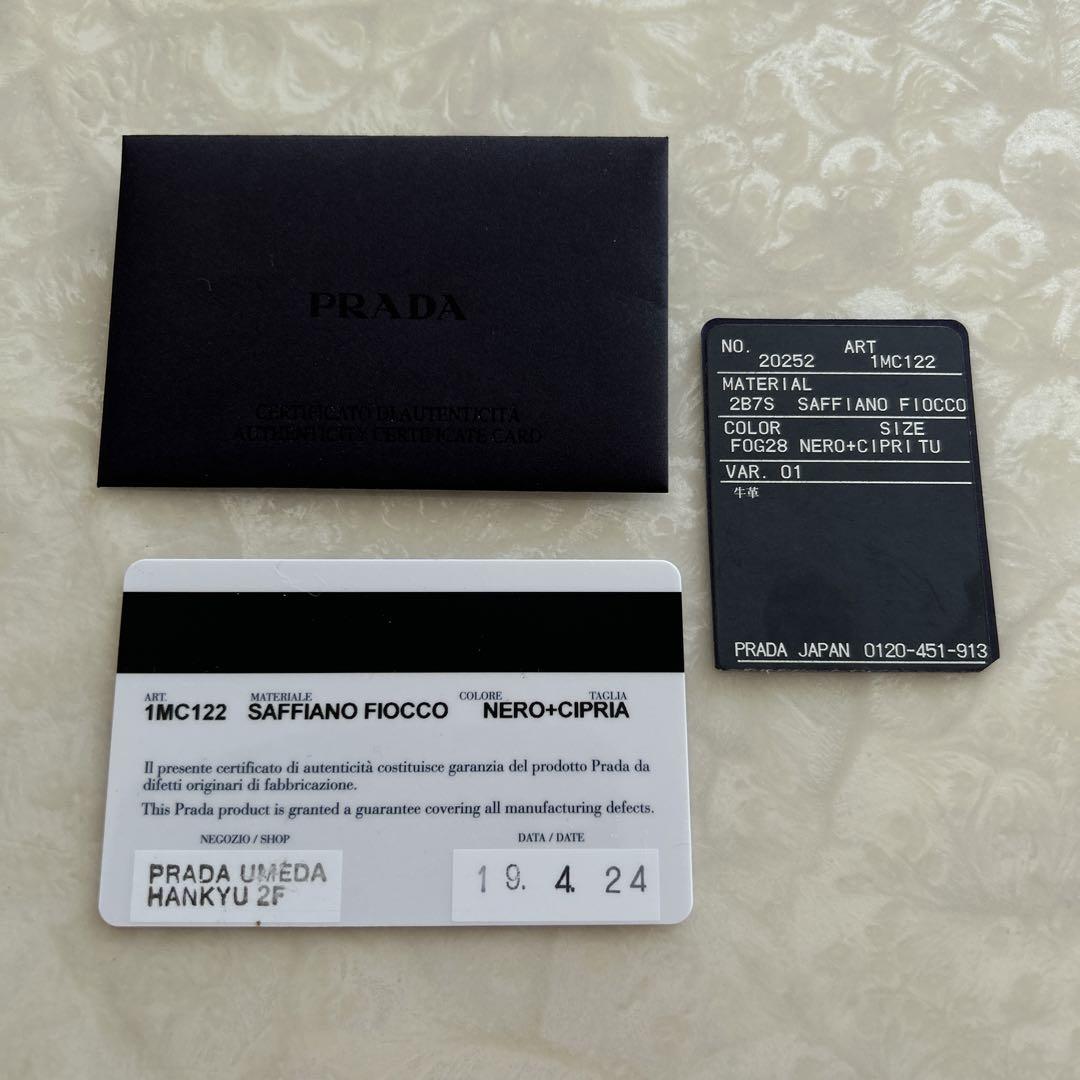 PRADA
CERTIFICATO DI AUTENTICITÀ
AUTHENTICITY CERTIFICATE CARD
NO. ART
20252 1MC122
MATERIAL
2B7S SAFFIANO FIOCCO
COLOR SIZE
F0G28 NERO+CIPRI TU
VAR. 01
牛革
PRADA JAPAN 0120-451-913
ART. MATERIALE COLORE TAGLIA
1MC122 SAFFIANO FIOCCO NERO+CIPRIA
Il presente certificato di autenticità costituisce garanzia del prodotto Prada da
difetti originari di fabbricazione.
This Prada product is granted a guarantee covering all manufacturing defects.
NEGOZIO / SHOP DATA / DATE
PRADA UMEDA
HANKYU 2F
19. 4. 24